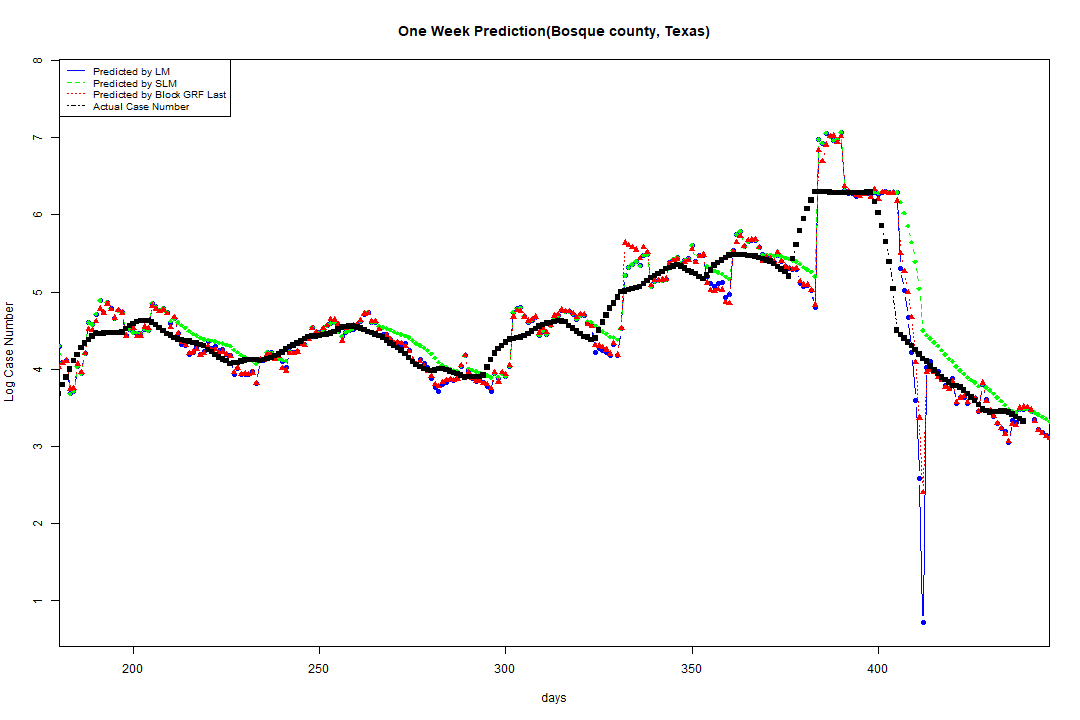 One Week Prediction(Bosque county, Texas)
Predicted by LM
Predicted by SLM
Predicted by Block GRF Last
Actual Case Number
Log Case Number
8
7
6
5
4
3
2
1
200
250
300
350
400
days